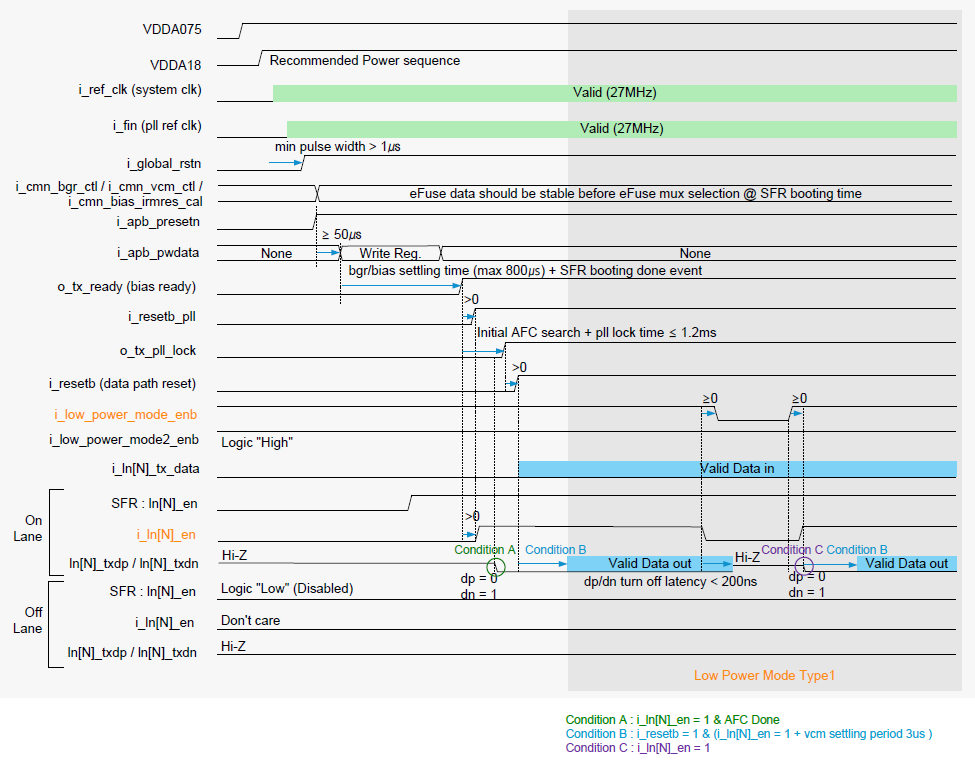 VDDA075
VDDA18
Recommended Power sequence
i_ref_clk (system clk)
Valid (27MHz)
i_fin (pll ref clk)
Valid (27MHz)
min pulse width > 1μs
i_global_rstn
i_cmn_bgr_ctl / i_cmn_vcm_ctl /
i_cmn_bias_irmres_cal
eFuse data should be stable before eFuse mux selection @ SFR booting time
i_apb_presetn
≥ 50μs
i_apb_pwdata
None
Write Reg.
None
bgr/bias settling time (max 800μs) + SFR booting done event
o_tx_ready (bias ready)
>0
i_resetb_pll
Initial AFC search + pll lock time ≤ 1.2ms
o_tx_pll_lock
>0
i_resetb (data path reset)
≥0
≥0
i_low_power_mode_enb
i_low_power_mode2_enb
Logic "High"
i_ln[N]_tx_data
Valid Data in
On
Lane
SFR : ln[N]_en
>0
i_ln[N]_en
Condition A
Condition B
Condition C
Condition B
ln[N]_txdp / ln[N]_txdn
Hi-Z
Valid Data out
Hi-Z
Valid Data out
dp = 0
dn = 1
dp/dn turn off latency < 200ns
dp = 0
dn = 1
Off
Lane
SFR : ln[N]_en
Logic "Low" (Disabled)
i_ln[N]_en
Don't care
ln[N]_txdp / ln[N]_txdn
Hi-Z
Low Power Mode Type1
Condition A : i_ln[N]_en = 1 & AFC Done
Condition B : i_resetb = 1 & (i_ln[N]_en = 1 + vcm settling period 3us )
Condition C : i_ln[N]_en = 1